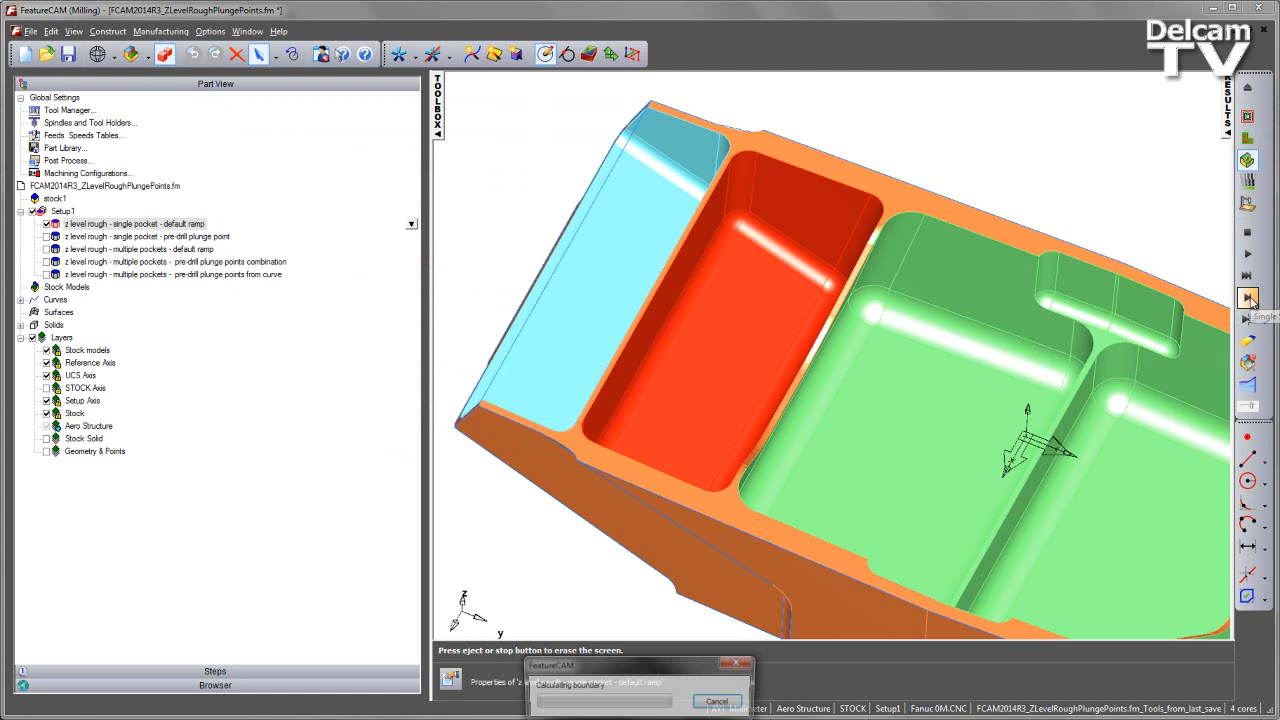 FeatureCAM (Milling) - [FCAM2014R3_ZLevelRoughPlungePoints.fm *]
File Edit View Construct Manufacturing Options Window Help
Delcam
TV
Part View
TOOLBOX
RESULTS
Global Settings
Tool Manager...
Spindles and Tool Holders...
Feeds Speeds Tables...
Part Library...
Post Process...
Machining Configurations...
FCAM2014R3_ZLevelRoughPlungePoints.fm
stock1
Setup1
z level rough - single pocket - default ramp
z level rough - single pocket - pre-drill plunge point
z level rough - multiple pockets - default ramp
z level rough - multiple pockets - pre-drill plunge points combination
z level rough - multiple pockets - pre-drill plunge points from curve
Stock Models
Curves
Surfaces
Solids
Layers
Stock models
Reference Axis
UCS Axis
STOCK Axis
Setup Axis
Stock
Aero Structure
Stock Solid
Geometry & Points
Single
z
y
Steps
Browser
Press eject or stop button to erase the screen.
FeatureCAM
Properties of 'z level rough - single pocket - default ramp'
Calculating boundary
Cancel
Millimeter Aero Structure STOCK Setup1 Fanuc 0M.CNC FCAM2014R3_ZLevelRoughPlungePoints.fm_Tools_from_last_save 4 cores